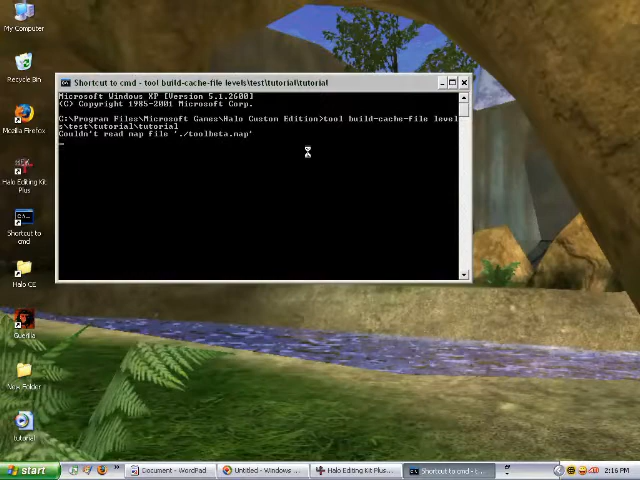 My Computer
Recycle Bin
Mozilla Firefox
HEK
Halo Editing Kit
Plus
Shortcut to
cmd
Halo CE
Guerilla
New Folder
tutorial
Shortcut to cmd - tool build-cache-file levels\test\tutorial\tutorial
Microsoft Windows XP [Version 5.1.2600]
(C) Copyright 1985-2001 Microsoft Corp.
C:\Program Files\Microsoft Games\Halo Custom Edition>tool build-cache-file level
s\test\tutorial\tutorial
Couldn't read map file './toolbeta.map'
start
Document - WordPad
Untitled - Windows ...
Halo Editing Kit Plus...
Shortcut to cmd - t...
2:16 PM